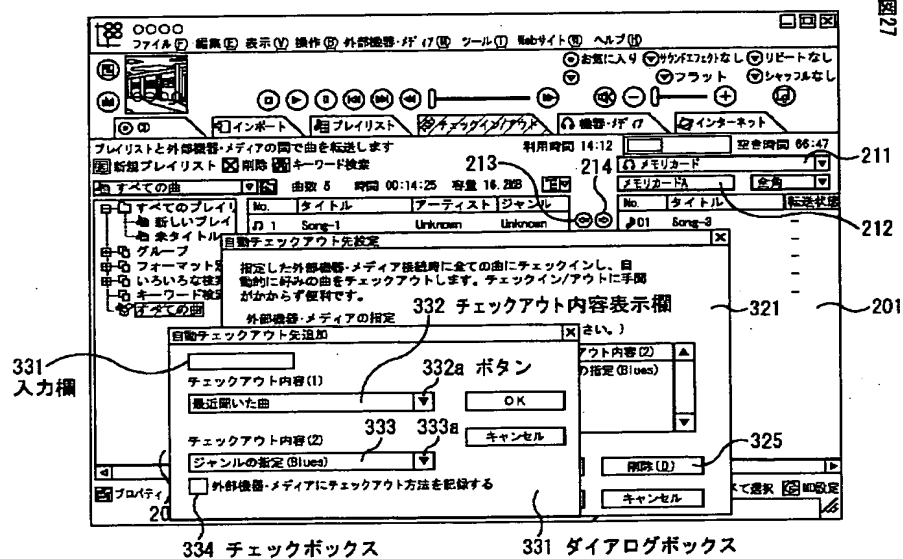 図27
○○○○
ファイル(F) 編集(E) 表示(V) 操作(O) 外部機器・メディア(M) ツール(T) Webサイト(W) ヘルプ(H)
お気に入り サウンドエフェクトなし リピートなし
フラット シャッフルなし
CD インポート プレイリスト チェックイン/アウト 機器・メディア インターネット
プレイリストと外部機器・メディアの間で曲を転送します
利用時間 14:12 空き時間 66:47
新規プレイリスト 削除 キーワード検索
213 214
メモリカード 211
すべての曲 曲数 5 時間 00:14:25 容量 16.2MB
メモリカードA 全角 212
すべてのプレイリ
新しいプレイ
未タイトル
グループ
フォーマット別
いろいろな検索
キーワード検索
すべての曲
No. タイトル アーティスト ジャンル
1 Song-1 Unknown Unknown
No. タイトル 転送状態
01 Song-3 -
201
自動チェックアウト先設定
指定した外部機器・メディア接続時に全ての曲にチェックインし、自
動的に好みの曲をチェックアウトします。チェックイン/アウトに手間
がかからず便利です。
外部機器・メディアの指定
321
さい。)
アウト内容(2)
の指定(Blues)
削除(D) 325
キャンセル
332 チェックアウト内容表示欄
自動チェックアウト先追加
331
入力欄
チェックアウト内容(1)
332a ボタン
最近聞いた曲
OK
チェックアウト内容(2) 333 333a
キャンセル
ジャンルの指定(Blues)
外部機器・メディアにチェックアウト方法を記録する
プロパティ
20
て選択 MD設定
334 チェックボックス
331 ダイアログボックス